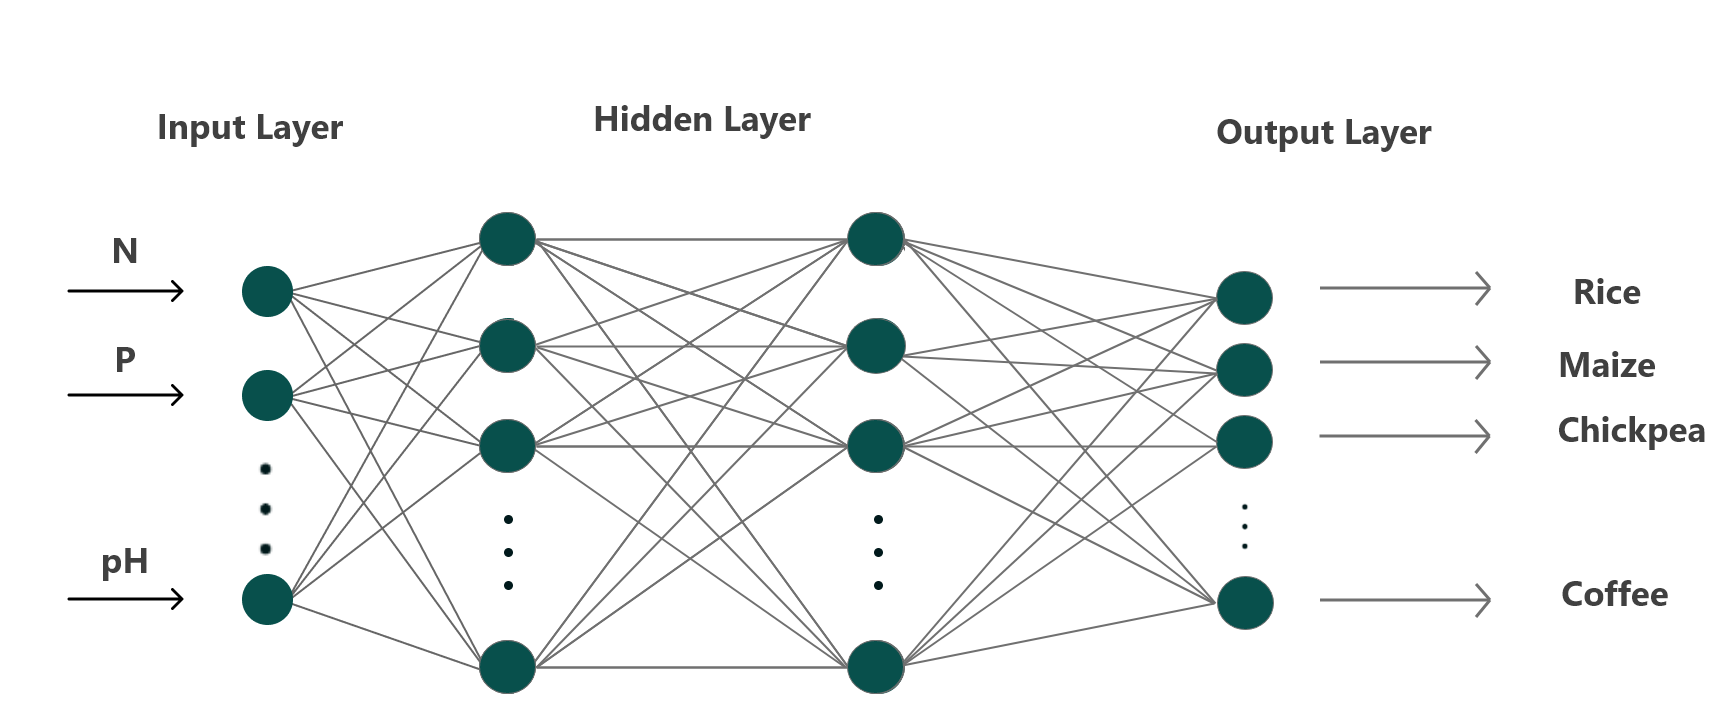 Input Layer
Hidden Layer
Output Layer
N
P
pH
Rice
Maize
Chickpea
Coffee